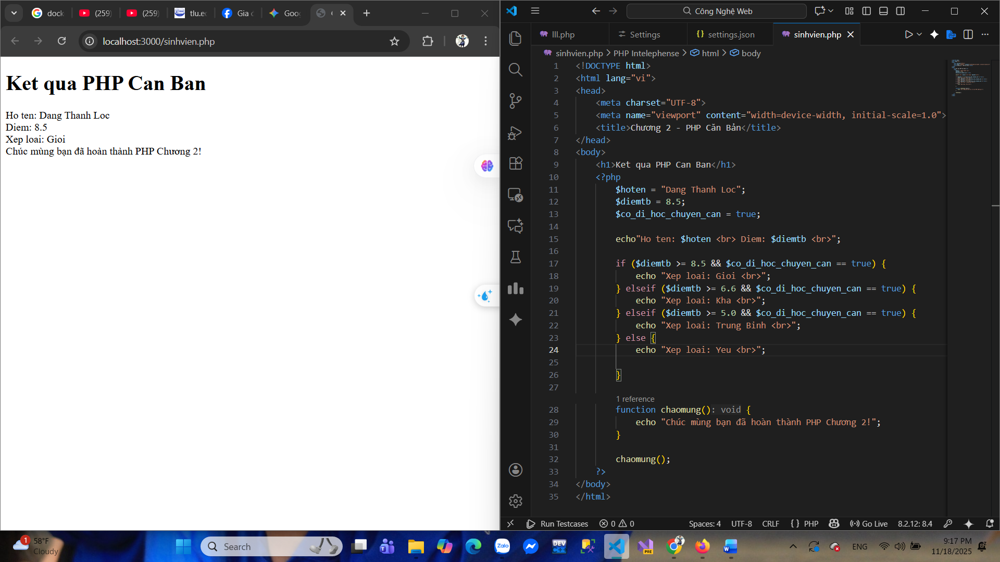 dock
(259)
(259)
tlu.ec
Gia đ
Goog
localhost:3000/sinhvien.php
Ket qua PHP Can Ban
Ho ten: Dang Thanh Loc
Diem: 8.5
Xep loai: Gioi
Chúc mùng bạn đã hoàn thành PHP Chương 2!
Công Nghệ Web
lll.php
Settings
settings.json
sinhvien.php
sinhvien.php > PHP Intelephense > html > body
1 <!DOCTYPE html>
2 <html lang="vi">
3 <head>
4 <meta charset="UTF-8">
5 <meta name="viewport" content="width=device-width, initial-scale=1.0">
6 <title>Chương 2 - PHP Căn Bản</title>
7 </head>
8 <body>
9 <h1>Ket qua PHP Can Ban</h1>
10 <?php
11 $hoten = "Dang Thanh Loc";
12 $diemtb = 8.5;
13 $co_di_hoc_chuyen_can = true;
14
15 echo"Ho ten: $hoten <br> Diem: $diemtb <br>";
16
17 if ($diemtb >= 8.5 && $co_di_hoc_chuyen_can == true) {
18 echo "Xep loai: Gioi <br>";
19 } elseif ($diemtb >= 6.6 && $co_di_hoc_chuyen_can == true) {
20 echo "Xep loai: Kha <br>";
21 } elseif ($diemtb >= 5.0 && $co_di_hoc_chuyen_can == true) {
22 echo "Xep loai: Trung Binh <br>";
23 } else {
24 echo "Xep loai: Yeu <br>";
25
26 }
27
1 reference
28 function chaomung(): void {
29 echo "Chúc mùng bạn đã hoàn thành PHP Chương 2!";
30 }
31
32 chaomung();
33 ?>
34 </body>
35 </html>
Run Testcases
0
0
Spaces: 4
UTF-8
CRLF
{ } PHP
Go Live
8.2.12: 8.4
1
58°F
Cloudy
Search
Zalo
DEV
PRE
W
ENG
9:17 PM
11/18/2025